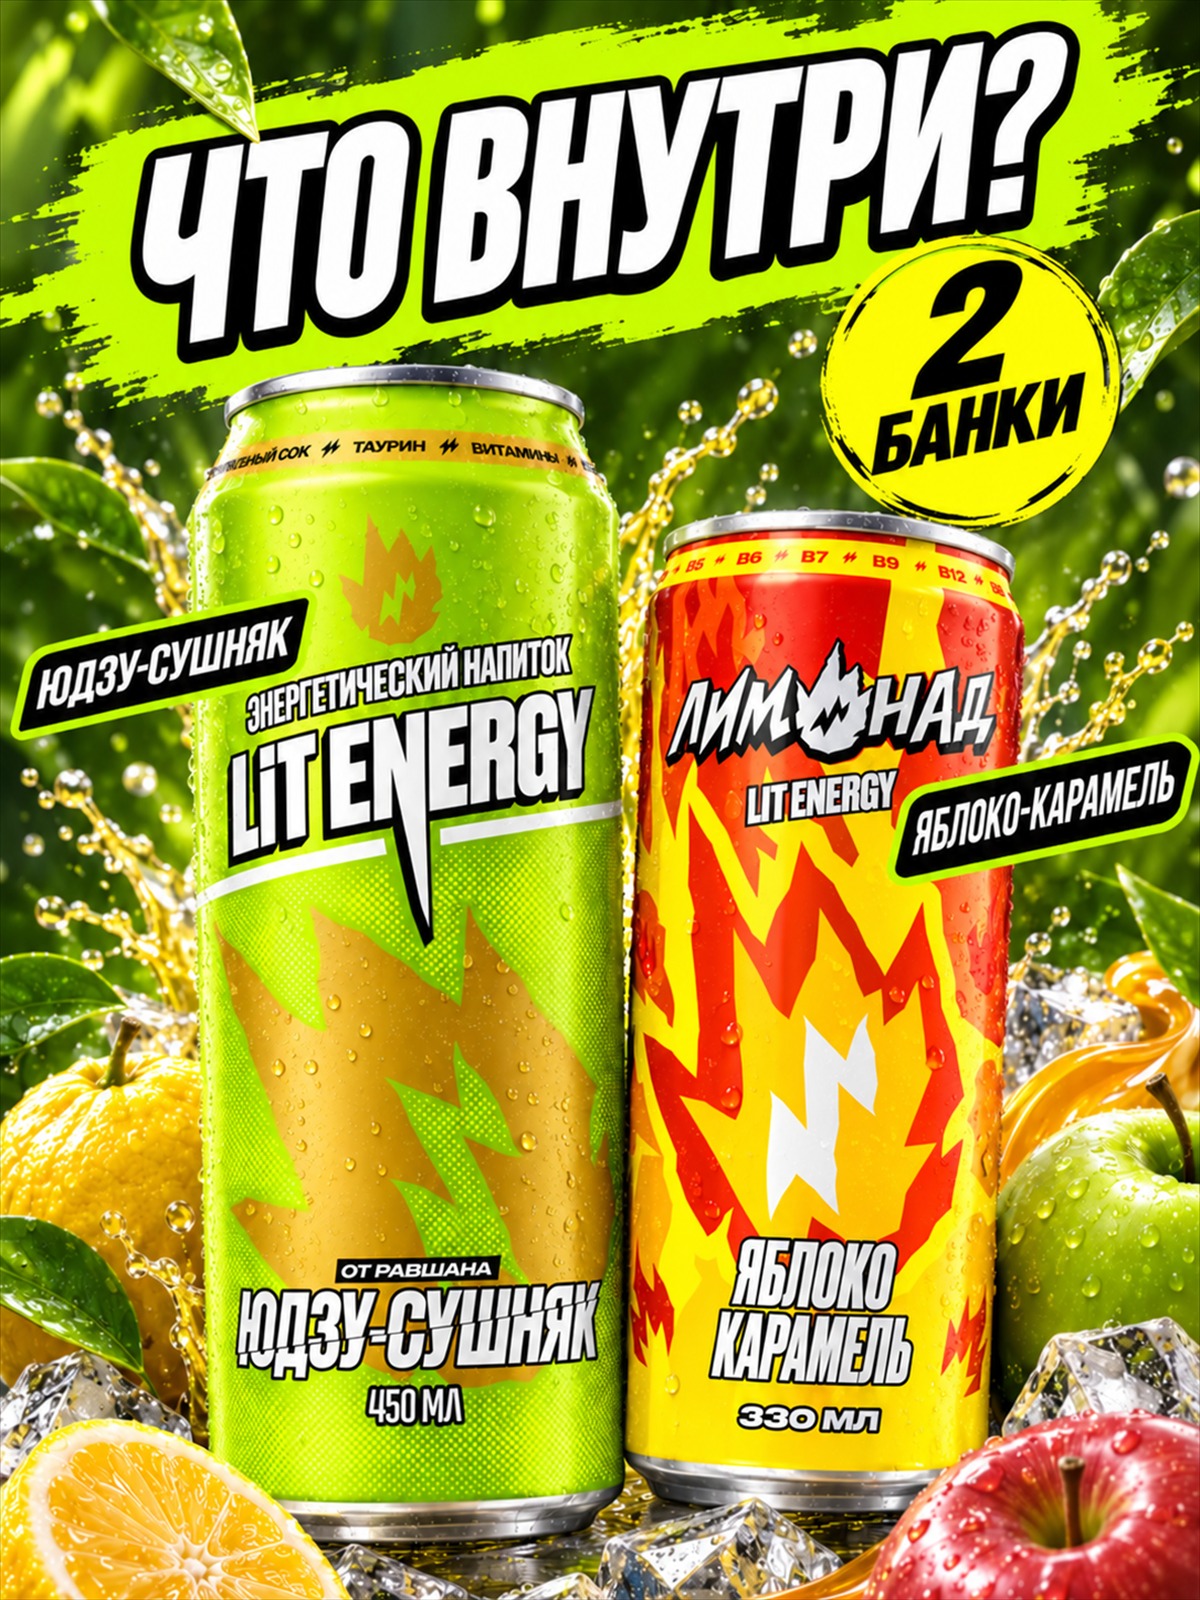 ЧТО ВНУТРИ?
2
БАНКИ
ТАУРИН
ВИТАМИНЫ
B5 B6 B7 B9 B12
ЮДЗУ-СУШНЯК
ЭНЕРГЕТИЧЕСКИЙ НАПИТОК
LIT ENERGY
ЛИМОНАД
LIT ENERGY
ЯБЛОКО-КАРАМЕЛЬ
ОТ РАВШАНА
ЮДЗУ-СУШНЯК
450 МЛ
ЯБЛОКО
КАРАМЕЛЬ
330 МЛ